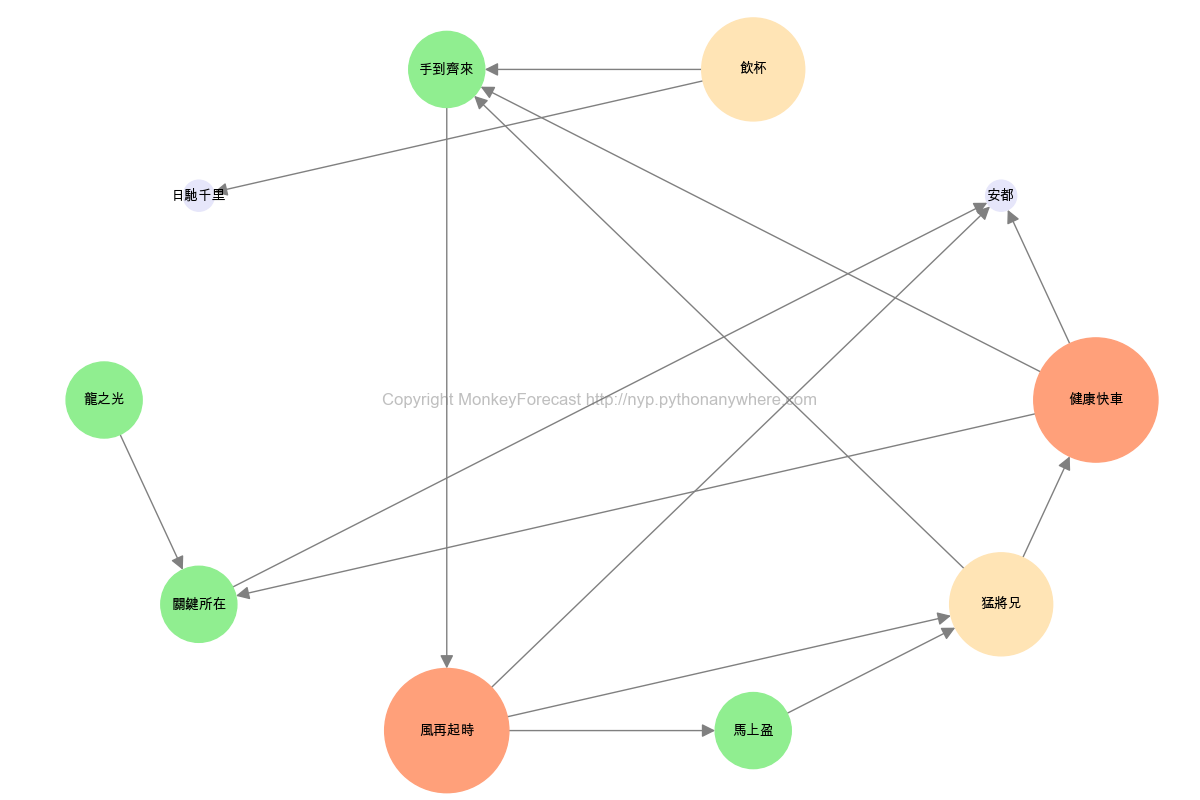 手到齊來
飲杯
日馳千里
安都
龍之光
Copyright MonkeyForecast http://nyp.pythonanywhere.com
健康快車
關鍵所在
猛將兄
風再起時
馬上盈